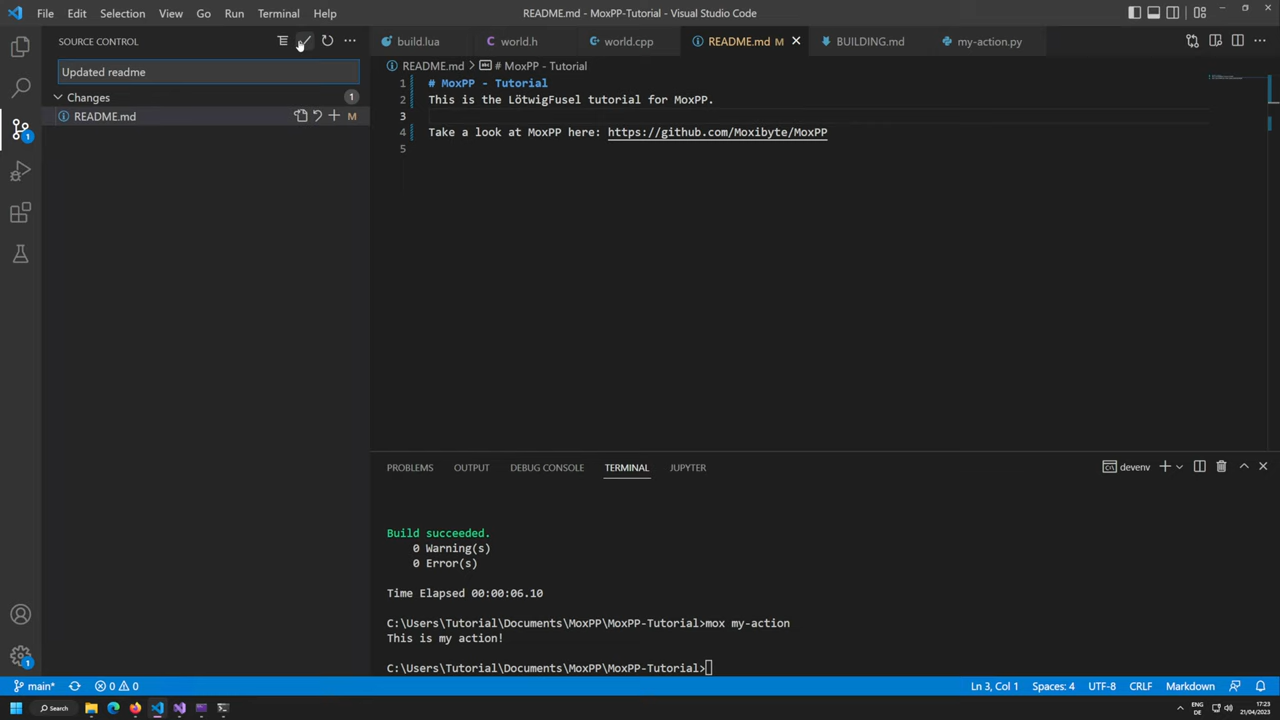 File Edit Selection View Go Run Terminal Help
README.md - MoxPP-Tutorial - Visual Studio Code
SOURCE CONTROL
build.lua
world.h
world.cpp
README.md M
BUILDING.md
my-action.py
Updated readme
README.md > # MoxPP - Tutorial
Changes 1
README.md M
1 # MoxPP - Tutorial
2 This is the LötwigFusel tutorial for MoxPP.
3
4 Take a look at MoxPP here: https://github.com/Moxibyte/MoxPP
5
1
PROBLEMS OUTPUT DEBUG CONSOLE TERMINAL JUPYTER
devenv
Build succeeded.
0 Warning(s)
0 Error(s)
Time Elapsed 00:00:06.10
C:\Users\Tutorial\Documents\MoxPP\MoxPP-Tutorial>mox my-action
This is my action!
C:\Users\Tutorial\Documents\MoxPP\MoxPP-Tutorial>
1
main* 0 0
Ln 3, Col 1 Spaces: 4 UTF-8 CRLF Markdown
Search
ENG
DE
17:23
21/04/2023